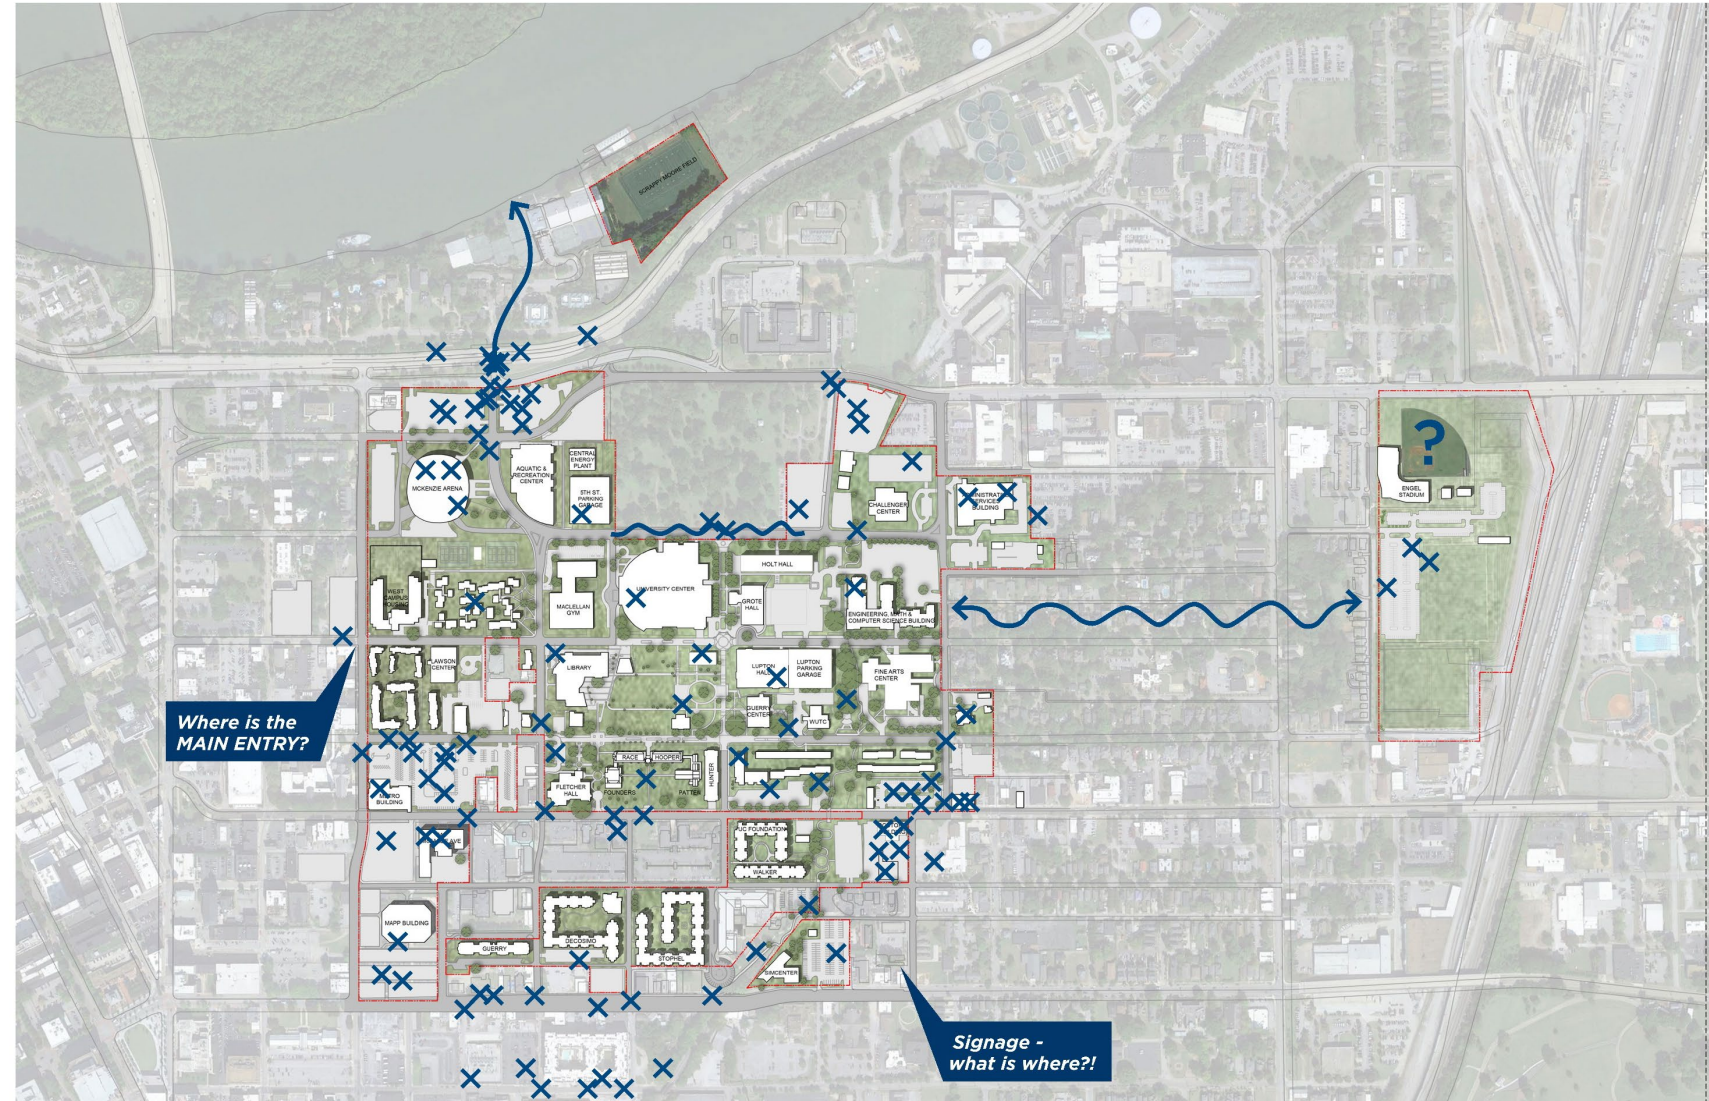 SCRAPPY MOORE FIELD
?
ENGEL
STADIUM
CENTRAL
ENERGY
PLANT
AQUATIC &
RECREATION
CENTER
MCKENZIE ARENA
5TH ST.
PARKING
GARAGE
CHALLENGER
CENTER
SERVICES
BUILDING
HOLT HALL
UNIVERSITY CENTER
WEST
CAMPUS
HOUSING
MACLELLAN
GYM
GROTE
HALL
ENGINEERING, MATH &
COMPUTER SCIENCE BUILDING
LAWSON
CENTER
LIBRARY
LUPTON
HALL
LUPTON
PARKING
GARAGE
FINE ARTS
CENTER
GUERRY
CENTER
WUTC
Where is the
MAIN ENTRY?
RACE
HOOPER
HUNTER
FLETCHER
HALL
FOUNDERS
PATTEN
METRO
BUILDING
AVE
UC FOUNDATION
WALKER
MAPP BUILDING
GUERRY
DECOSIMO
STOPHEL
SIMCENTER
Signage -
what is where?!